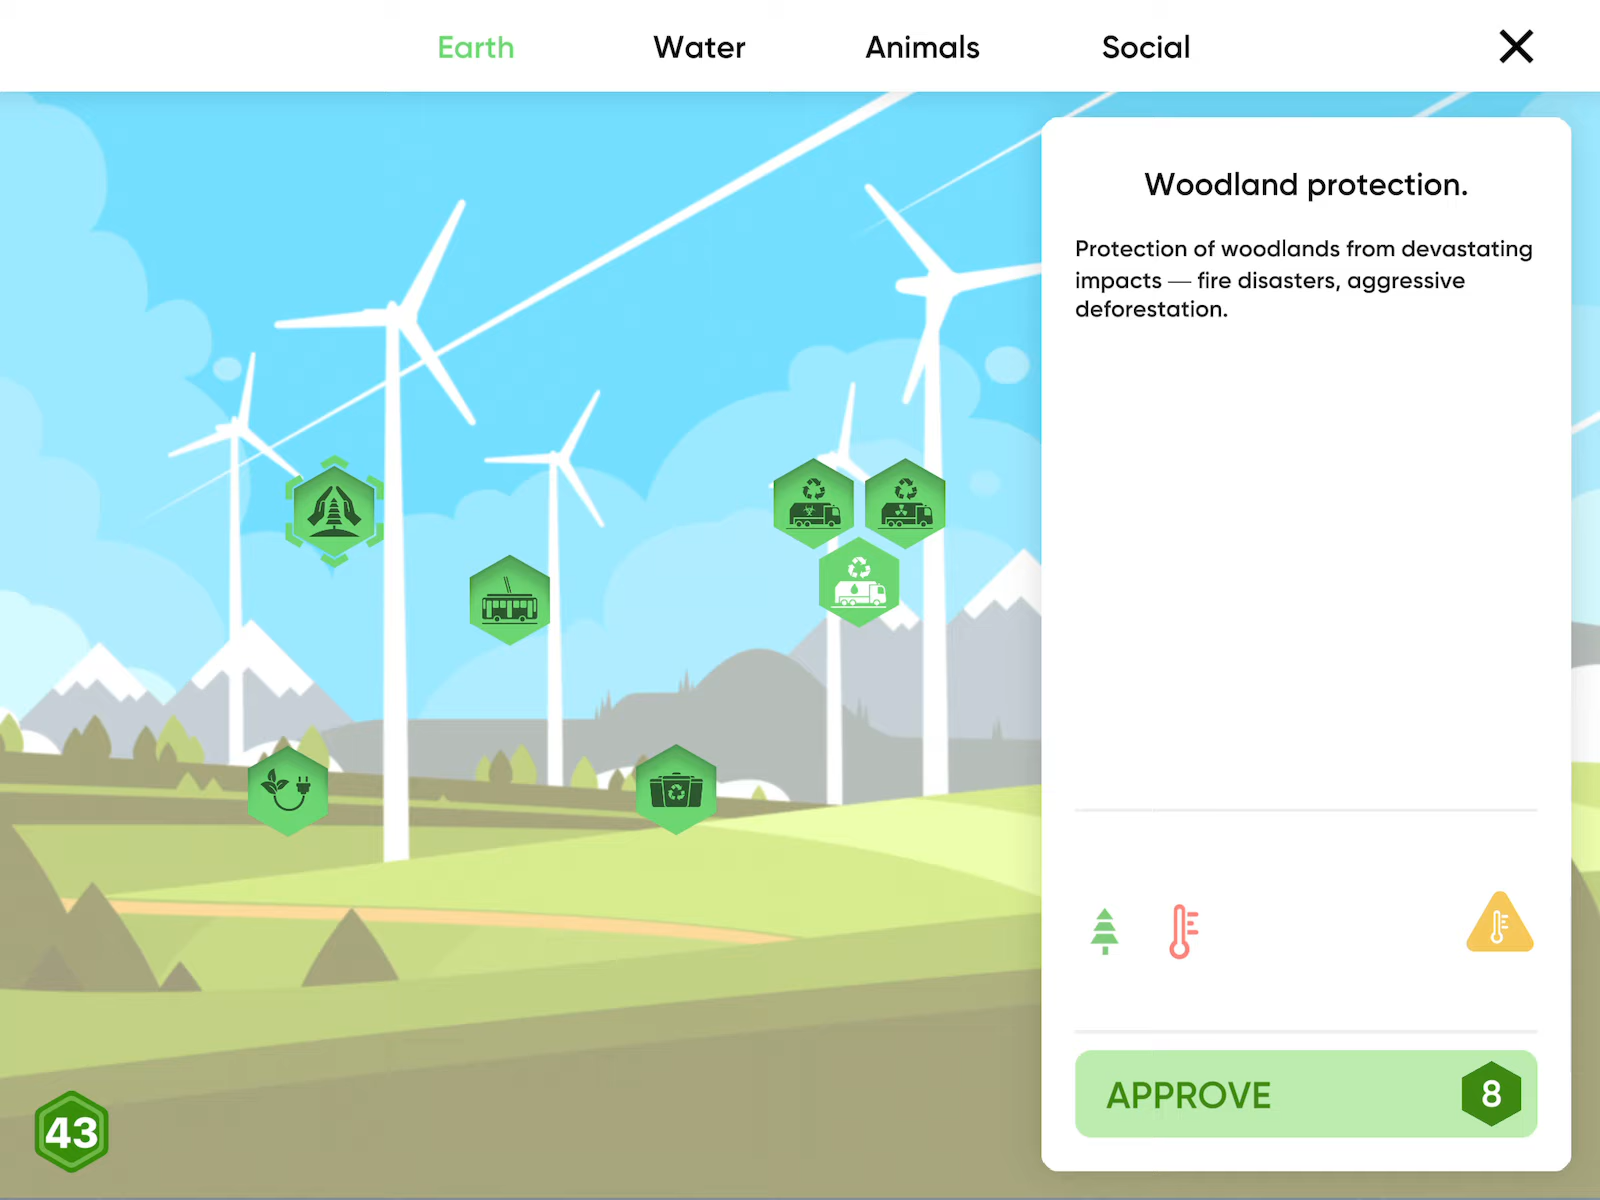 Earth
Water
Animals
Social
Woodland protection.
Protection of woodlands from devastating
impacts — fire disasters, aggressive
deforestation.
APPROVE
8
43